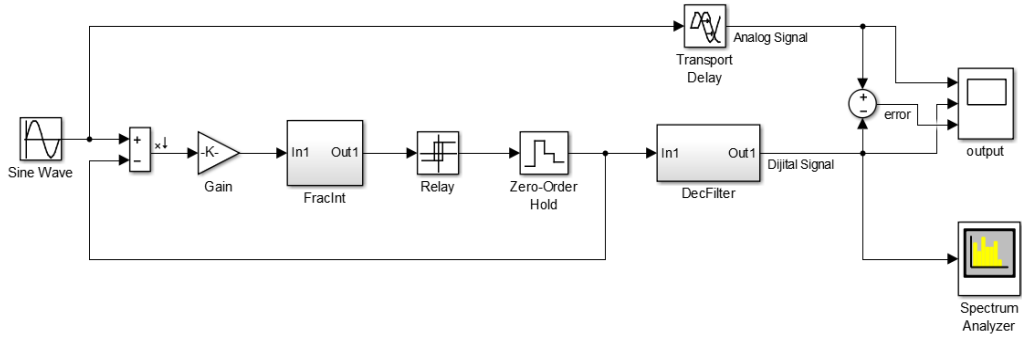 Analog Signal
Transport
Delay
+
−
error
output
Sine Wave
+
−
×↓
-K-
Gain
In1 Out1
FracInt
Relay
Zero-Order
Hold
In1 Out1
DecFilter
Dijital Signal
Spectrum
Analyzer